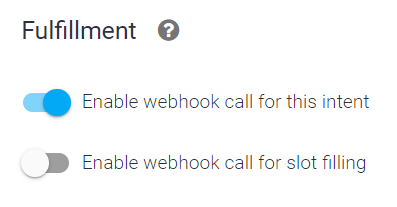 Fulfillment ?
Enable webhook call for this intent
Enable webhook call for slot filling